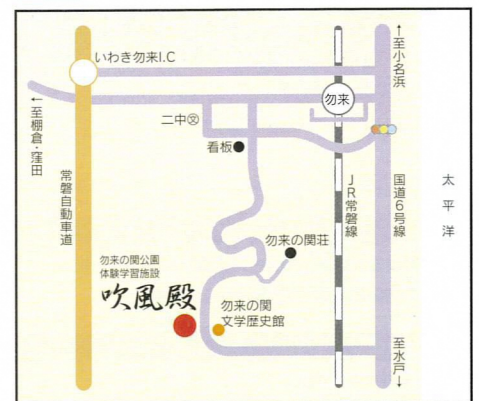 いわき勿来I.C
↑至小名浜
勿来
←至棚倉・窪田
二中㊛
看板
常磐自動車道
JR常磐線
国道6号線
太平洋
勿来の関荘
勿来の関公園
体験学習施設
吹風殿
勿来の関
文学歴史館
至水戸↓